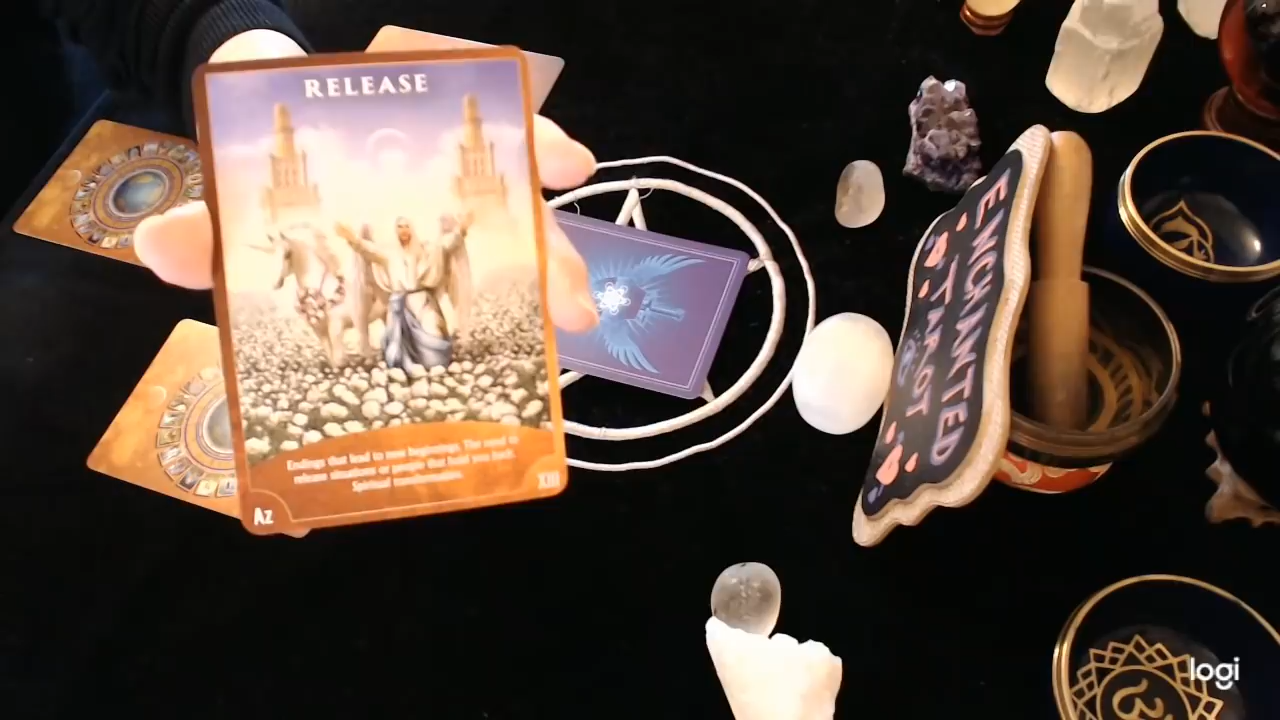 RELEASE
Endings that lead to new beginnings. The need to
release situations or people that hold you back.
Spiritual transformation.
Az
XIII
ENCHANTED
TAROT
logi